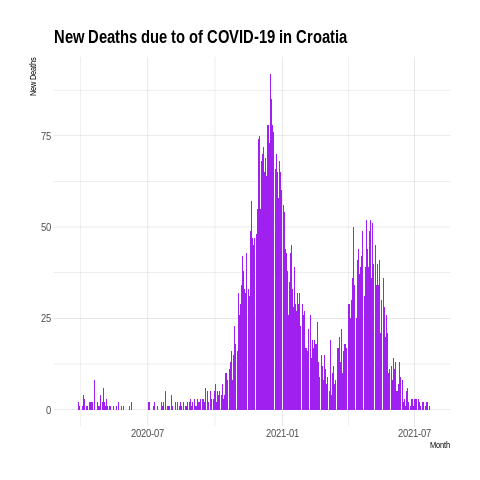 New Deaths due to of COVID-19 in Croatia
New Deaths
75
50
25
0
2020-07
2021-01
2021-07
Month